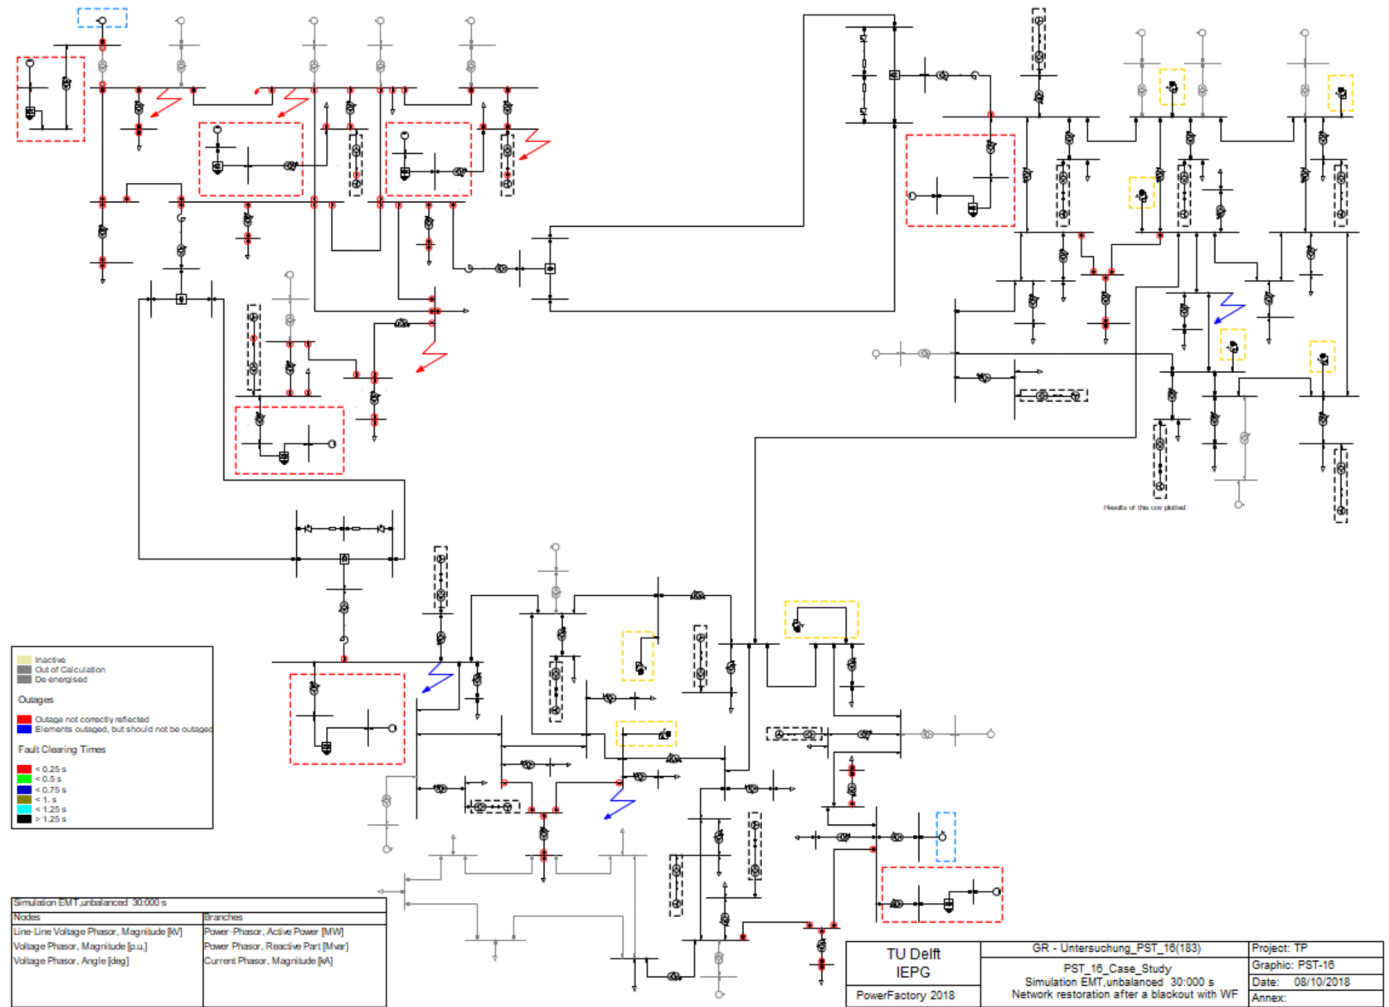 Results of this csv plotted
Inactive
Out of Calculation
De energised
Outages
Outage not correctly reflected
Elements outaged, but should not be outaged
Fault Clearing Times
< 0.25 s
< 0.5 s
< 0.75 s
< 1. s
< 1.25 s
> 1.25 s
Simulation EMT,unbalanced 30.000 s
Nodes
Branches
Line-Line Voltage Phasor, Magnitude [kV]
Power-Phasor, Active Power [MW]
Voltage Phasor, Magnitude [p.u.]
Power Phasor, Reactive Part [Mvar]
Voltage Phasor, Angle [deg]
Current Phasor, Magnitude [kA]
TU Delft
IEPG
PowerFactory 2018
GR - Untersuchung_PST_16(183)
PST_16_Case_Study
Simulation EMT,unbalanced 30.000 s
Network restoration after a blackout with WF
Project: TP
Graphic: PST-16
Date: 08/10/2018
Annex: